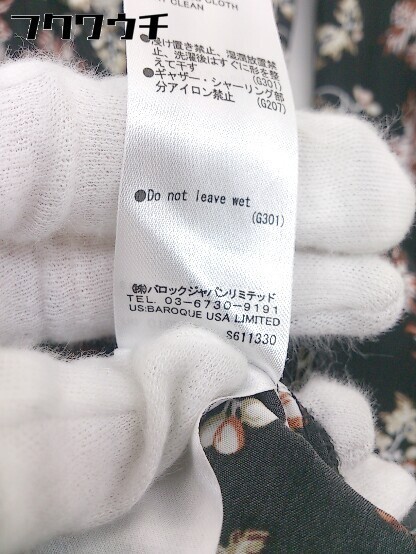 フクウクウチ
CLOTH
CLEAN
●浸け置き禁止、湿潤放置禁
止、洗濯後はすぐに形を整
えて干す
(G301)
●ギャザー・シャーリング部
分アイロン禁止
(G207)
●Do not leave wet
(G301)
㈱バロックジャパンリミテッド
TEL. 03-6730-9191
US:BAROQUE USA LIMITED
S611330